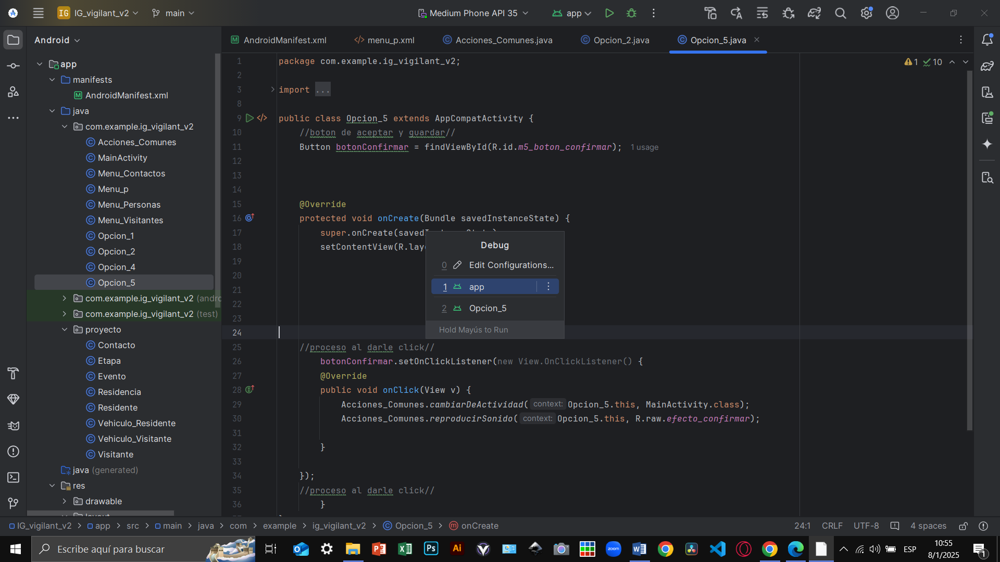 IG IG_vigilant_v2 main Medium Phone API 35 app
Android
app
manifests
AndroidManifest.xml
java
com.example.ig_vigilant_v2
Acciones_Comunes
MainActivity
Menu_Contactos
Menu_p
Menu_Personas
Menu_Visitantes
Opcion_1
Opcion_2
Opcion_4
Opcion_5
com.example.ig_vigilant_v2 (andro
com.example.ig_vigilant_v2 (test)
proyecto
Contacto
Etapa
Evento
Residencia
Residente
Vehiculo_Residente
Vehiculo_Visitante
Visitante
java (generated)
res
drawable
AndroidManifest.xml menu_p.xml Acciones_Comunes.java Opcion_2.java Opcion_5.java
1 10
1 package com.example.ig_vigilant_v2;
2
3 import ...
8
9 public class Opcion_5 extends AppCompatActivity {
10 //boton de aceptar y guardar//
11 Button botonConfirmar = findViewById(R.id.m5_boton_confirmar); 1 usage
12
13
14
15 @Override
16 protected void onCreate(Bundle savedInstanceState) {
17 super.onCreate(saved
18 setContentView(R.lay
19
20
21
22
23
24
25 //proceso al darle click//
26 botonConfirmar.setOnClickListener(new View.OnClickListener() {
27 @Override
28 public void onClick(View v) {
29 Acciones_Comunes.cambiarDeActividad( context: Opcion_5.this, MainActivity.class);
30 Acciones_Comunes.reproducirSonido( context: Opcion_5.this, R.raw.efecto_confirmar);
31
32 }
33
34 });
35 //proceso al darle click//
36 }
Debug
0 Edit Configurations...
1 app
2 Opcion_5
Hold Mayús to Run
IG_vigilant_v2 > app > src > main > java > com > example > ig_vigilant_v2 > Opcion_5 > onCreate
24:1 CRLF UTF-8 4 spaces
Escribe aquí para buscar
Ps
Ai
zoom
ESP
10:55
8/1/2025
1